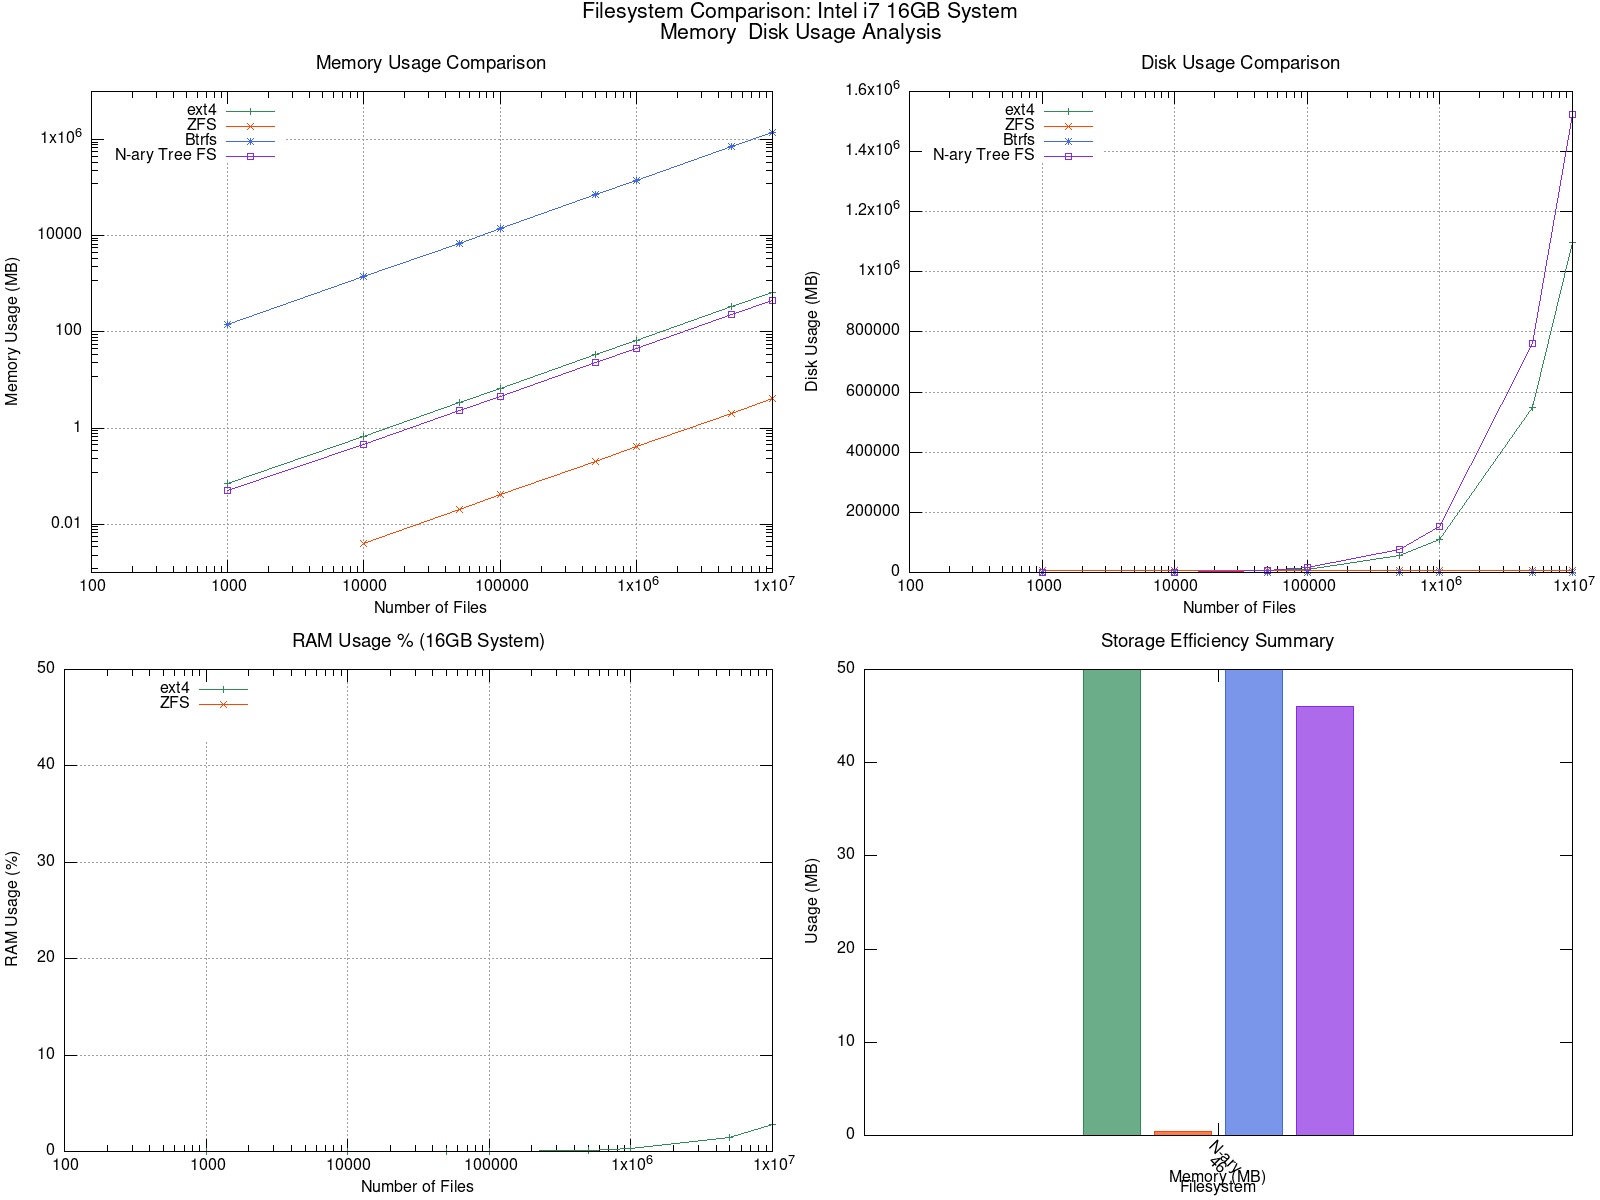 Filesystem Comparison: Intel i7 16GB System
Memory  Disk Usage Analysis
Memory Usage Comparison
ext4
ZFS
Btrfs
N-ary Tree FS
1x10^6
10000
100
1
0.01
Memory Usage (MB)
100 1000 10000 100000 1x10^6 1x10^7
Number of Files
Disk Usage Comparison
ext4
ZFS
Btrfs
N-ary Tree FS
1.6x10^6
1.4x10^6
1.2x10^6
1x10^6
800000
600000
400000
200000
0
Disk Usage (MB)
100 1000 10000 100000 1x10^6 1x10^7
Number of Files
RAM Usage % (16GB System)
ext4
ZFS
50
40
30
20
10
0
RAM Usage (%)
100 1000 10000 100000 1x10^6 1x10^7
Number of Files
Storage Efficiency Summary
50
40
30
20
10
0
Usage (MB)
N-ary
46
Memory (MB)
Filesystem